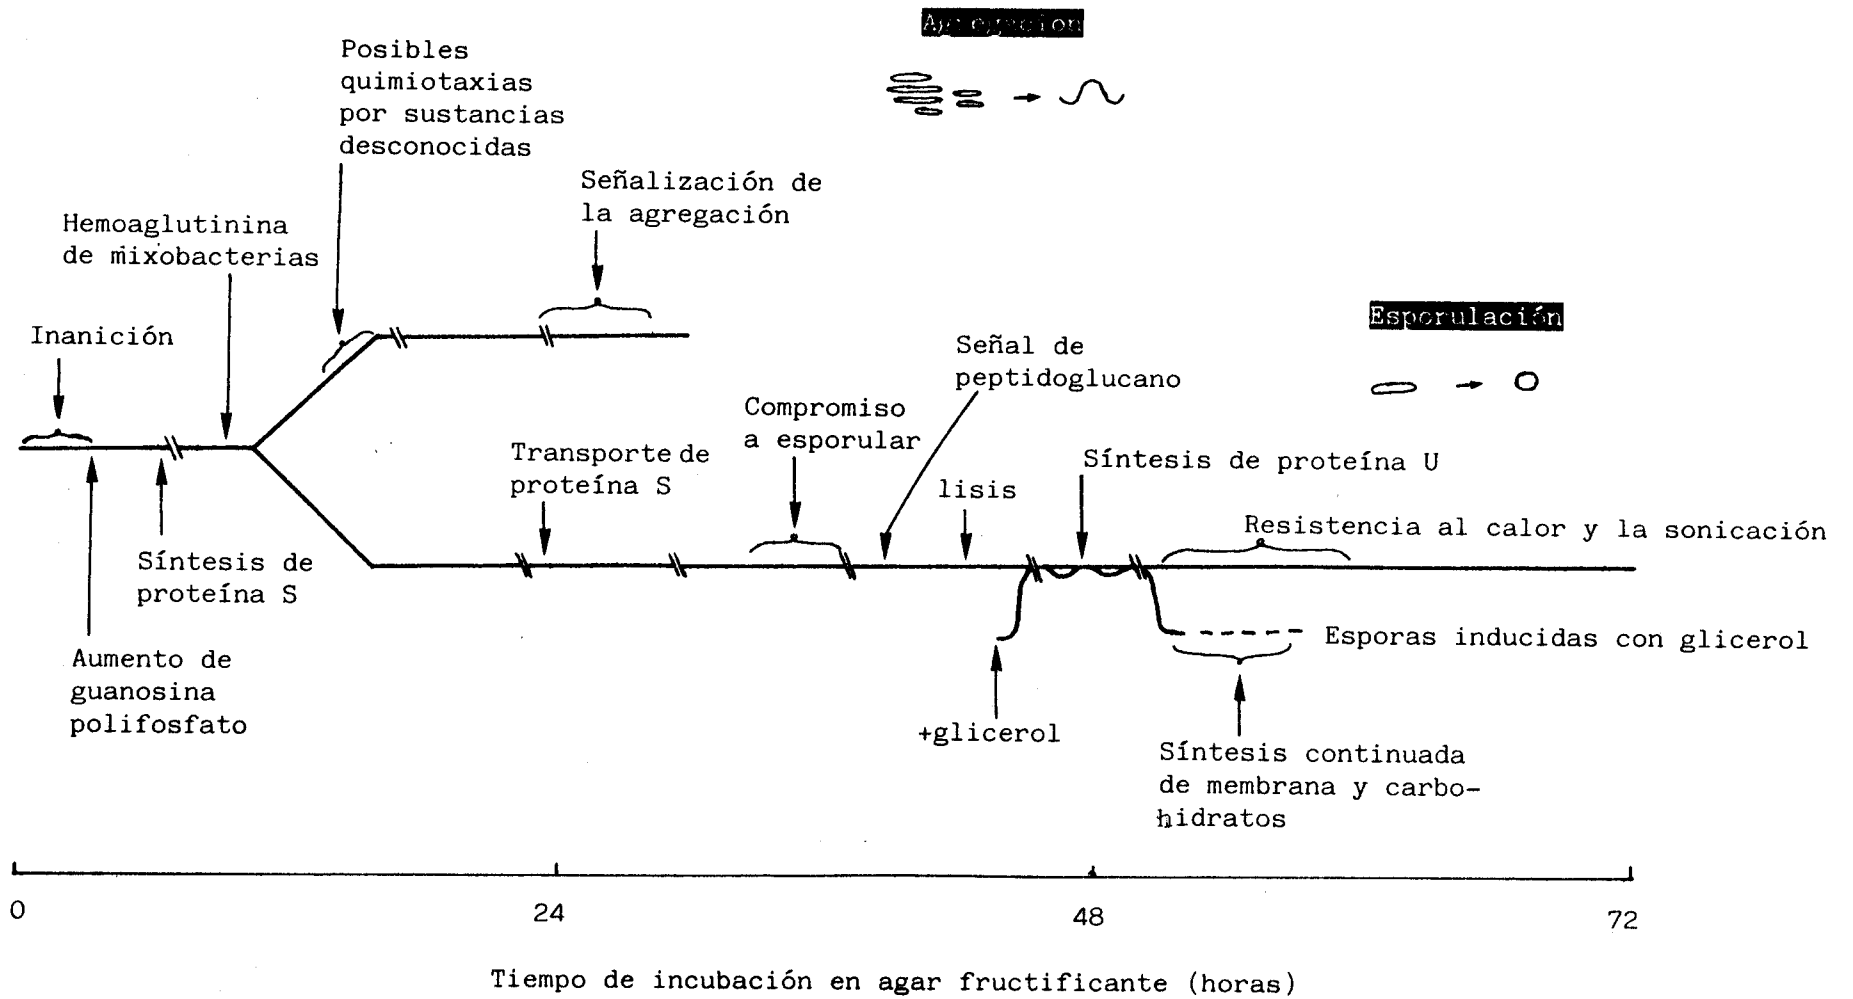 Agregación
Posibles
quimiotaxias
por sustancias
desconocidas
Señalización de
la agregación
Hemoaglutinina
de mixobacterias
Inanición
Esporulación
Señal de
peptidoglucano
Compromiso
a esporular
Transporte de
proteína S
Síntesis de proteína U
lisis
Resistencia al calor y la sonicación
Síntesis de
proteína S
Aumento de
guanosina
polifosfato
Esporas inducidas con glicerol
+glicerol
Síntesis continuada
de membrana y carbo-
hidratos
0 24 48 72
Tiempo de incubación en agar fructificante (horas)